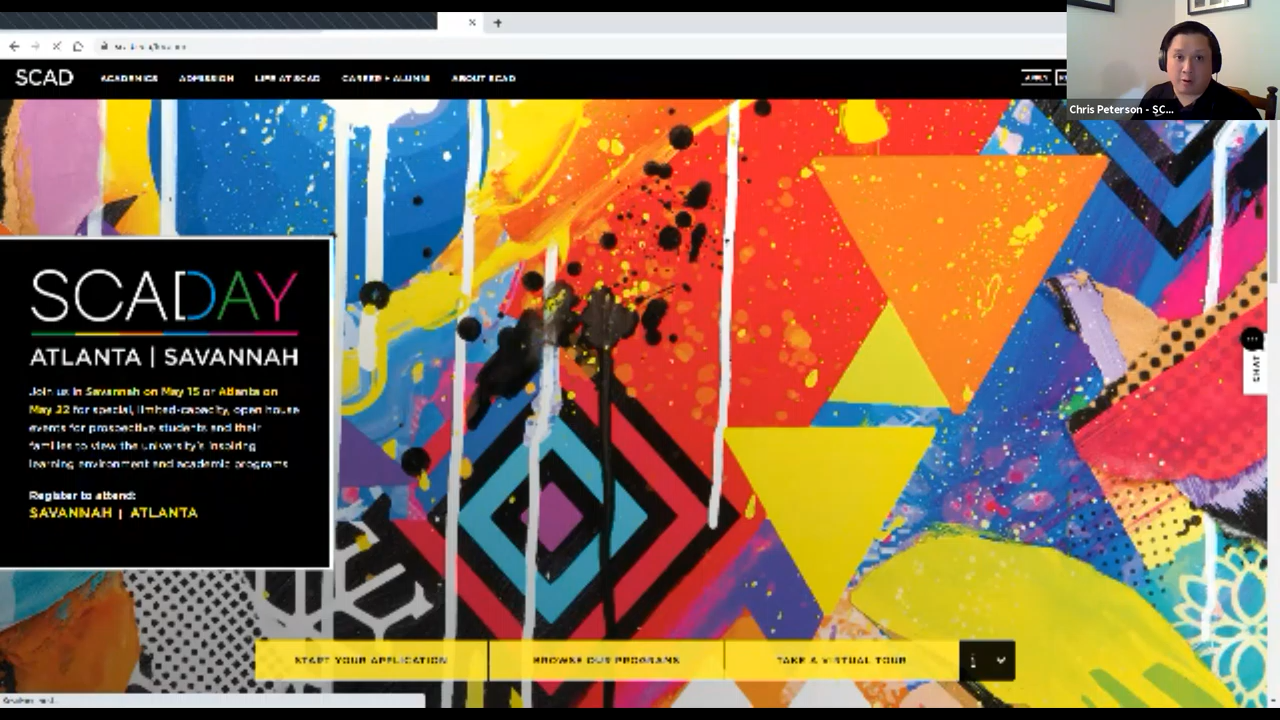 SCAD
ACADEMICS ADMISSION LIFE AT SCAD CAREER + ALUMNI ABOUT SCAD
APPLY
Chris Peterson - SC...
SCADAY
ATLANTA | SAVANNAH
Join us in Savannah on May 15 or Atlanta on
May 22 for special, limited-capacity, open house
events for prospective students and their
families to view the university's inspiring
learning environment and academic programs
Register to attend:
SAVANNAH | ATLANTA
CHAT
START YOUR APPLICATION BROWSE OUR PROGRAMS TAKE A VIRTUAL TOUR